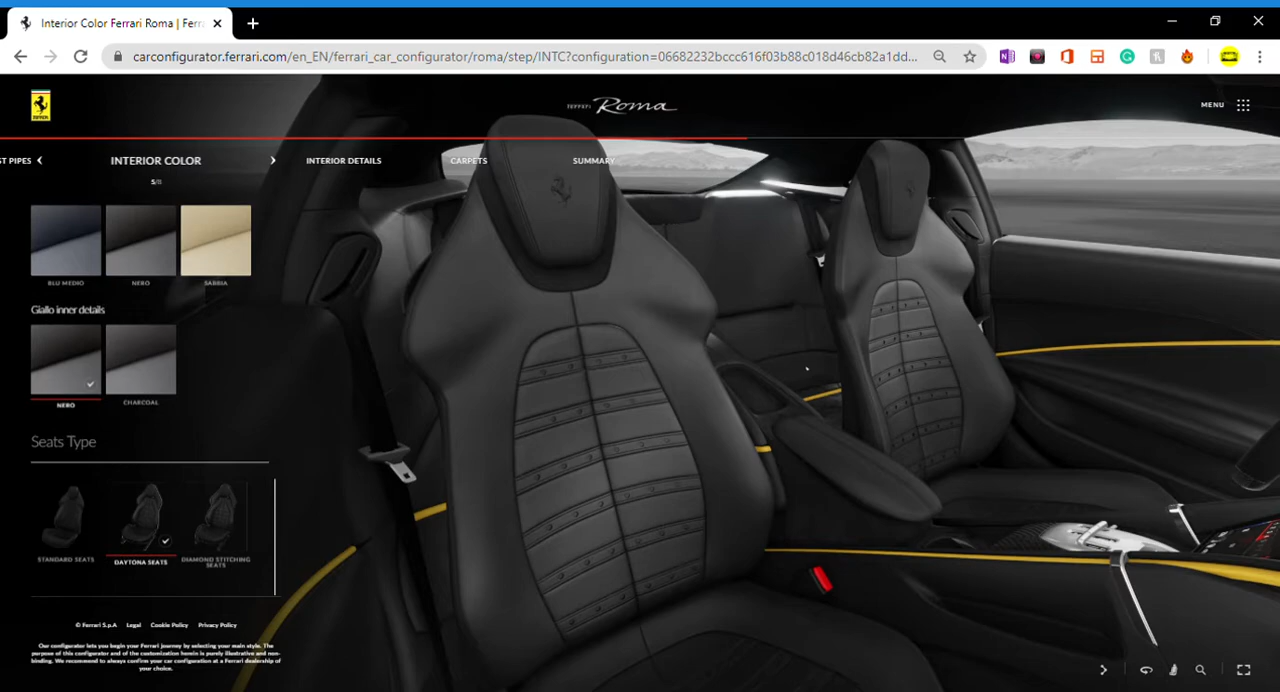 Interior Color Ferrari Roma | Ferra
carconfigurator.ferrari.com/en_EN/ferrari_car_configurator/roma/step/INTC?configuration=06682232bccc616f03b88c018d46cb82a1dd...
FERRARI
Roma
MENU
ST PIPES
INTERIOR COLOR
INTERIOR DETAILS
CARPETS
SUMMARY
5/11
BLU MEDIO
NERO
SABBIA
Giallo inner details
NERO
CHARCOAL
Seats Type
STANDARD SEATS
DAYTONA SEATS
DIAMOND STITCHING
SEATS
© Ferrari S.p.A Legal Cookie Policy Privacy Policy
Our configurator lets you begin your Ferrari journey by selecting your main style. The
purpose of this configurator and of the customization herein is purely illustrative and non-
binding. We recommend to always confirm your car configuration at a Ferrari dealership of
your choice.